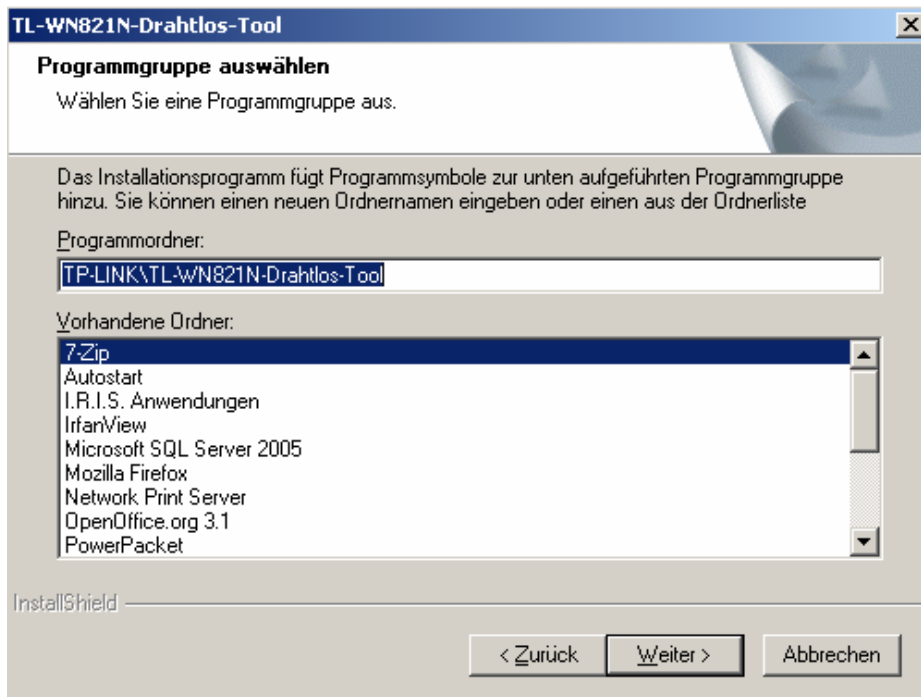 TL-WN821N-Drahtlos-Tool
Programmgruppe auswählen
Wählen Sie eine Programmgruppe aus.
Das Installationsprogramm fügt Programmsymbole zur unten aufgeführten Programmgruppe
hinzu. Sie können einen neuen Ordnernamen eingeben oder einen aus der Ordnerliste
Programmordner:
TP-LINK\TL-WN821N-Drahtlos-Tool
Vorhandene Ordner:
7-Zip
Autostart
I.R.I.S. Anwendungen
IrfanView
Microsoft SQL Server 2005
Mozilla Firefox
Network Print Server
OpenOffice.org 3.1
PowerPacket
InstallShield
< Zurück
Weiter >
Abbrechen